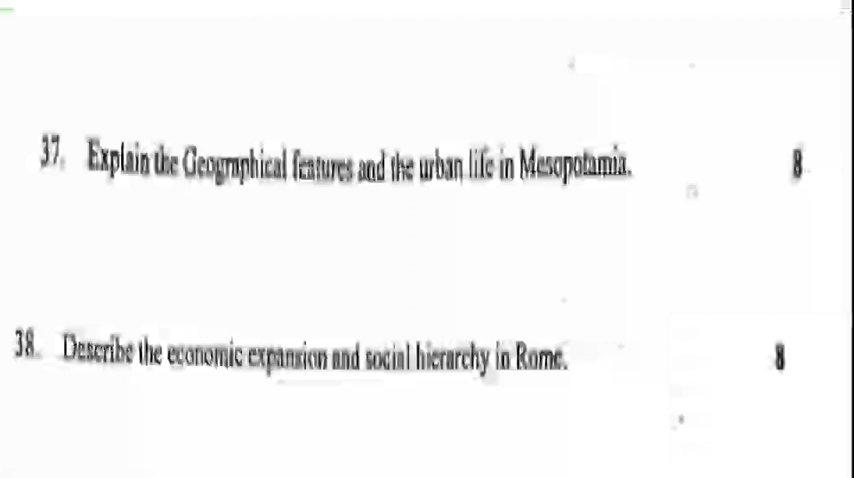 37. Explain the Geographical features and the urban life in Mesopotamia. 8
38. Describe the economic expansion and social hierarchy in Rome. 8